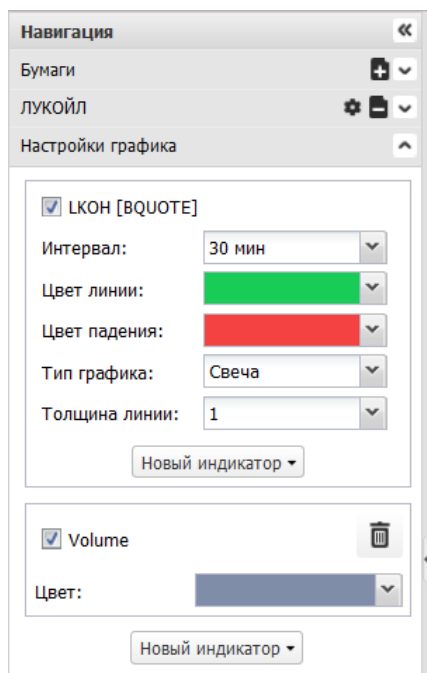 Навигация
Бумаги
ЛУКОЙЛ
Настройки графика
LKOH [BQUOTE]
Интервал: 30 мин
Цвет линии:
Цвет падения:
Тип графика: Свеча
Толщина линии: 1
Новый индикатор
Volume
Цвет:
Новый индикатор